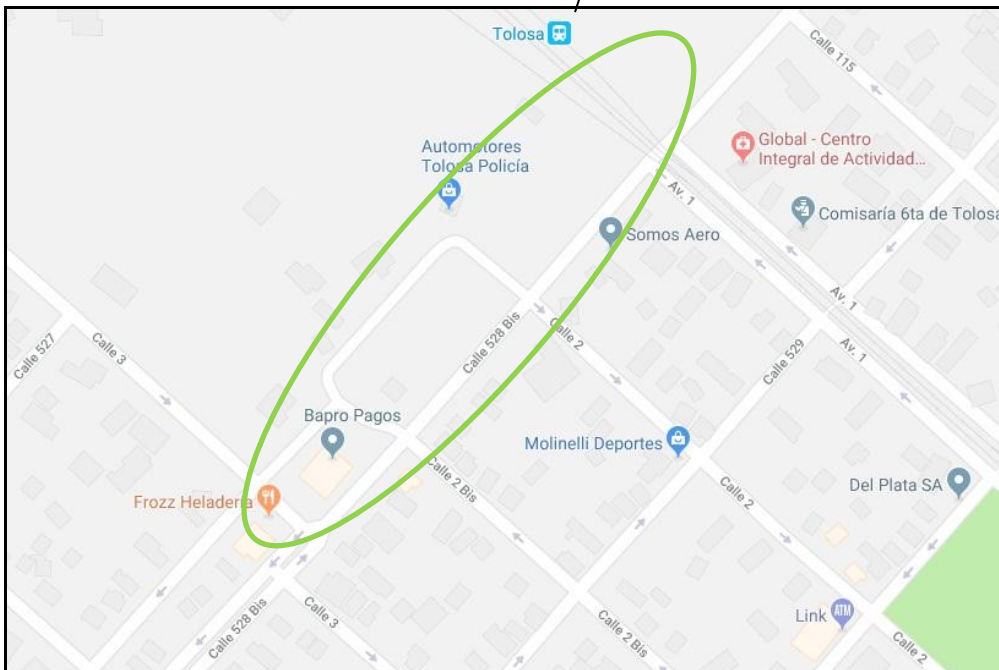 Tolosa
Calle 115
Automotores
Tolosa Policía
Global - Centro
Integral de Actividad...
Av. 1
Comisaría 6ta de Tolosa
Somos Aero
Av. 1
Calle 527
Calle 3
Calle 528 Bis
Calle 2
Calle 529
Av. 1
Bapro Pagos
Molinelli Deportes
Calle 2 Bis
Calle 2
Del Plata SA
Frozz Heladería
Calle 528 Bis
Calle 3
Calle 2 Bis
Link
ATM
Calle 2